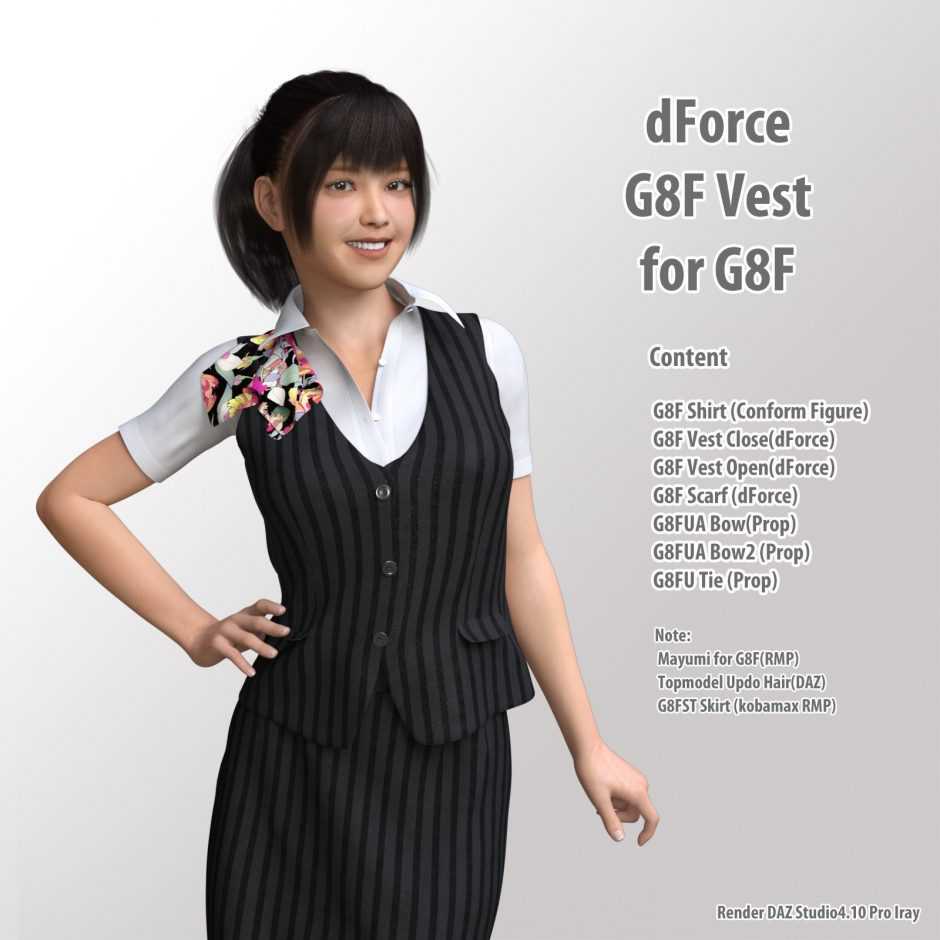 dForce
G8F Vest
for G8F
Content
G8F Shirt (Conform Figure)
G8F Vest Close(dForce)
G8F Vest Open(dForce)
G8F Scarf (dForce)
G8FUA Bow(Prop)
G8FUA Bow2 (Prop)
G8FU Tie (Prop)
Note:
Mayumi for G8F(RMP)
Topmodel Updo Hair(DAZ)
G8FST Skirt (kobamax RMP)
Render DAZ Studio4.10 Pro Iray